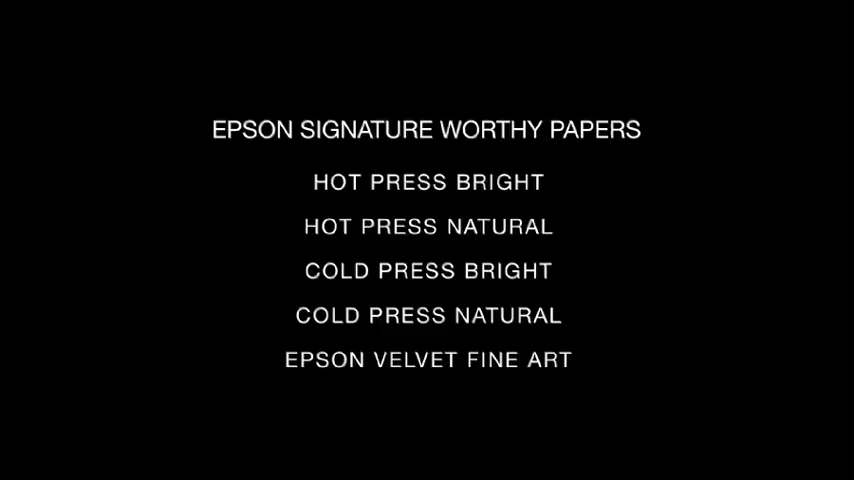 EPSON SIGNATURE WORTHY PAPERS
HOT PRESS BRIGHT
HOT PRESS NATURAL
COLD PRESS BRIGHT
COLD PRESS NATURAL
EPSON VELVET FINE ART